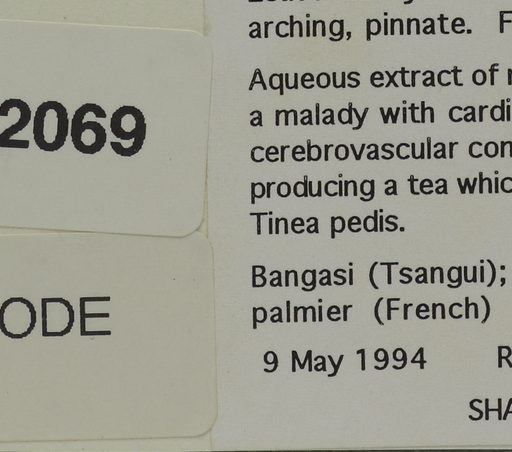 arching, pinnate. F
Aqueous extract of
a malady with cardi
cerebrovascular con
producing a tea whic
Tinea pedis.
Bangasi (Tsangui);
palmier (French)
9 May 1994 R
SHA
2069
ODE